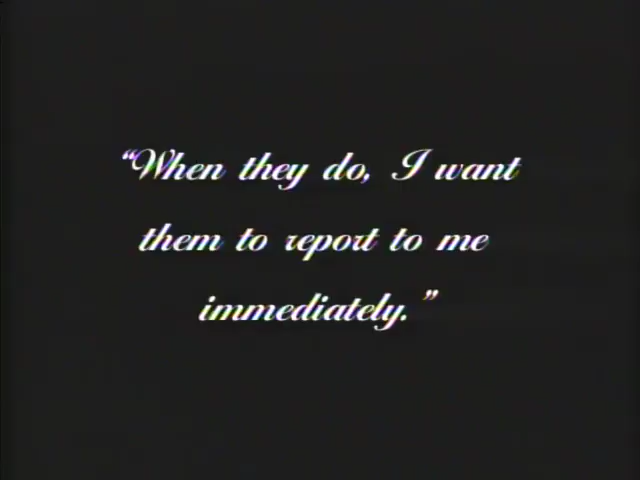 “When they do, I want
them to report to me
immediately.”